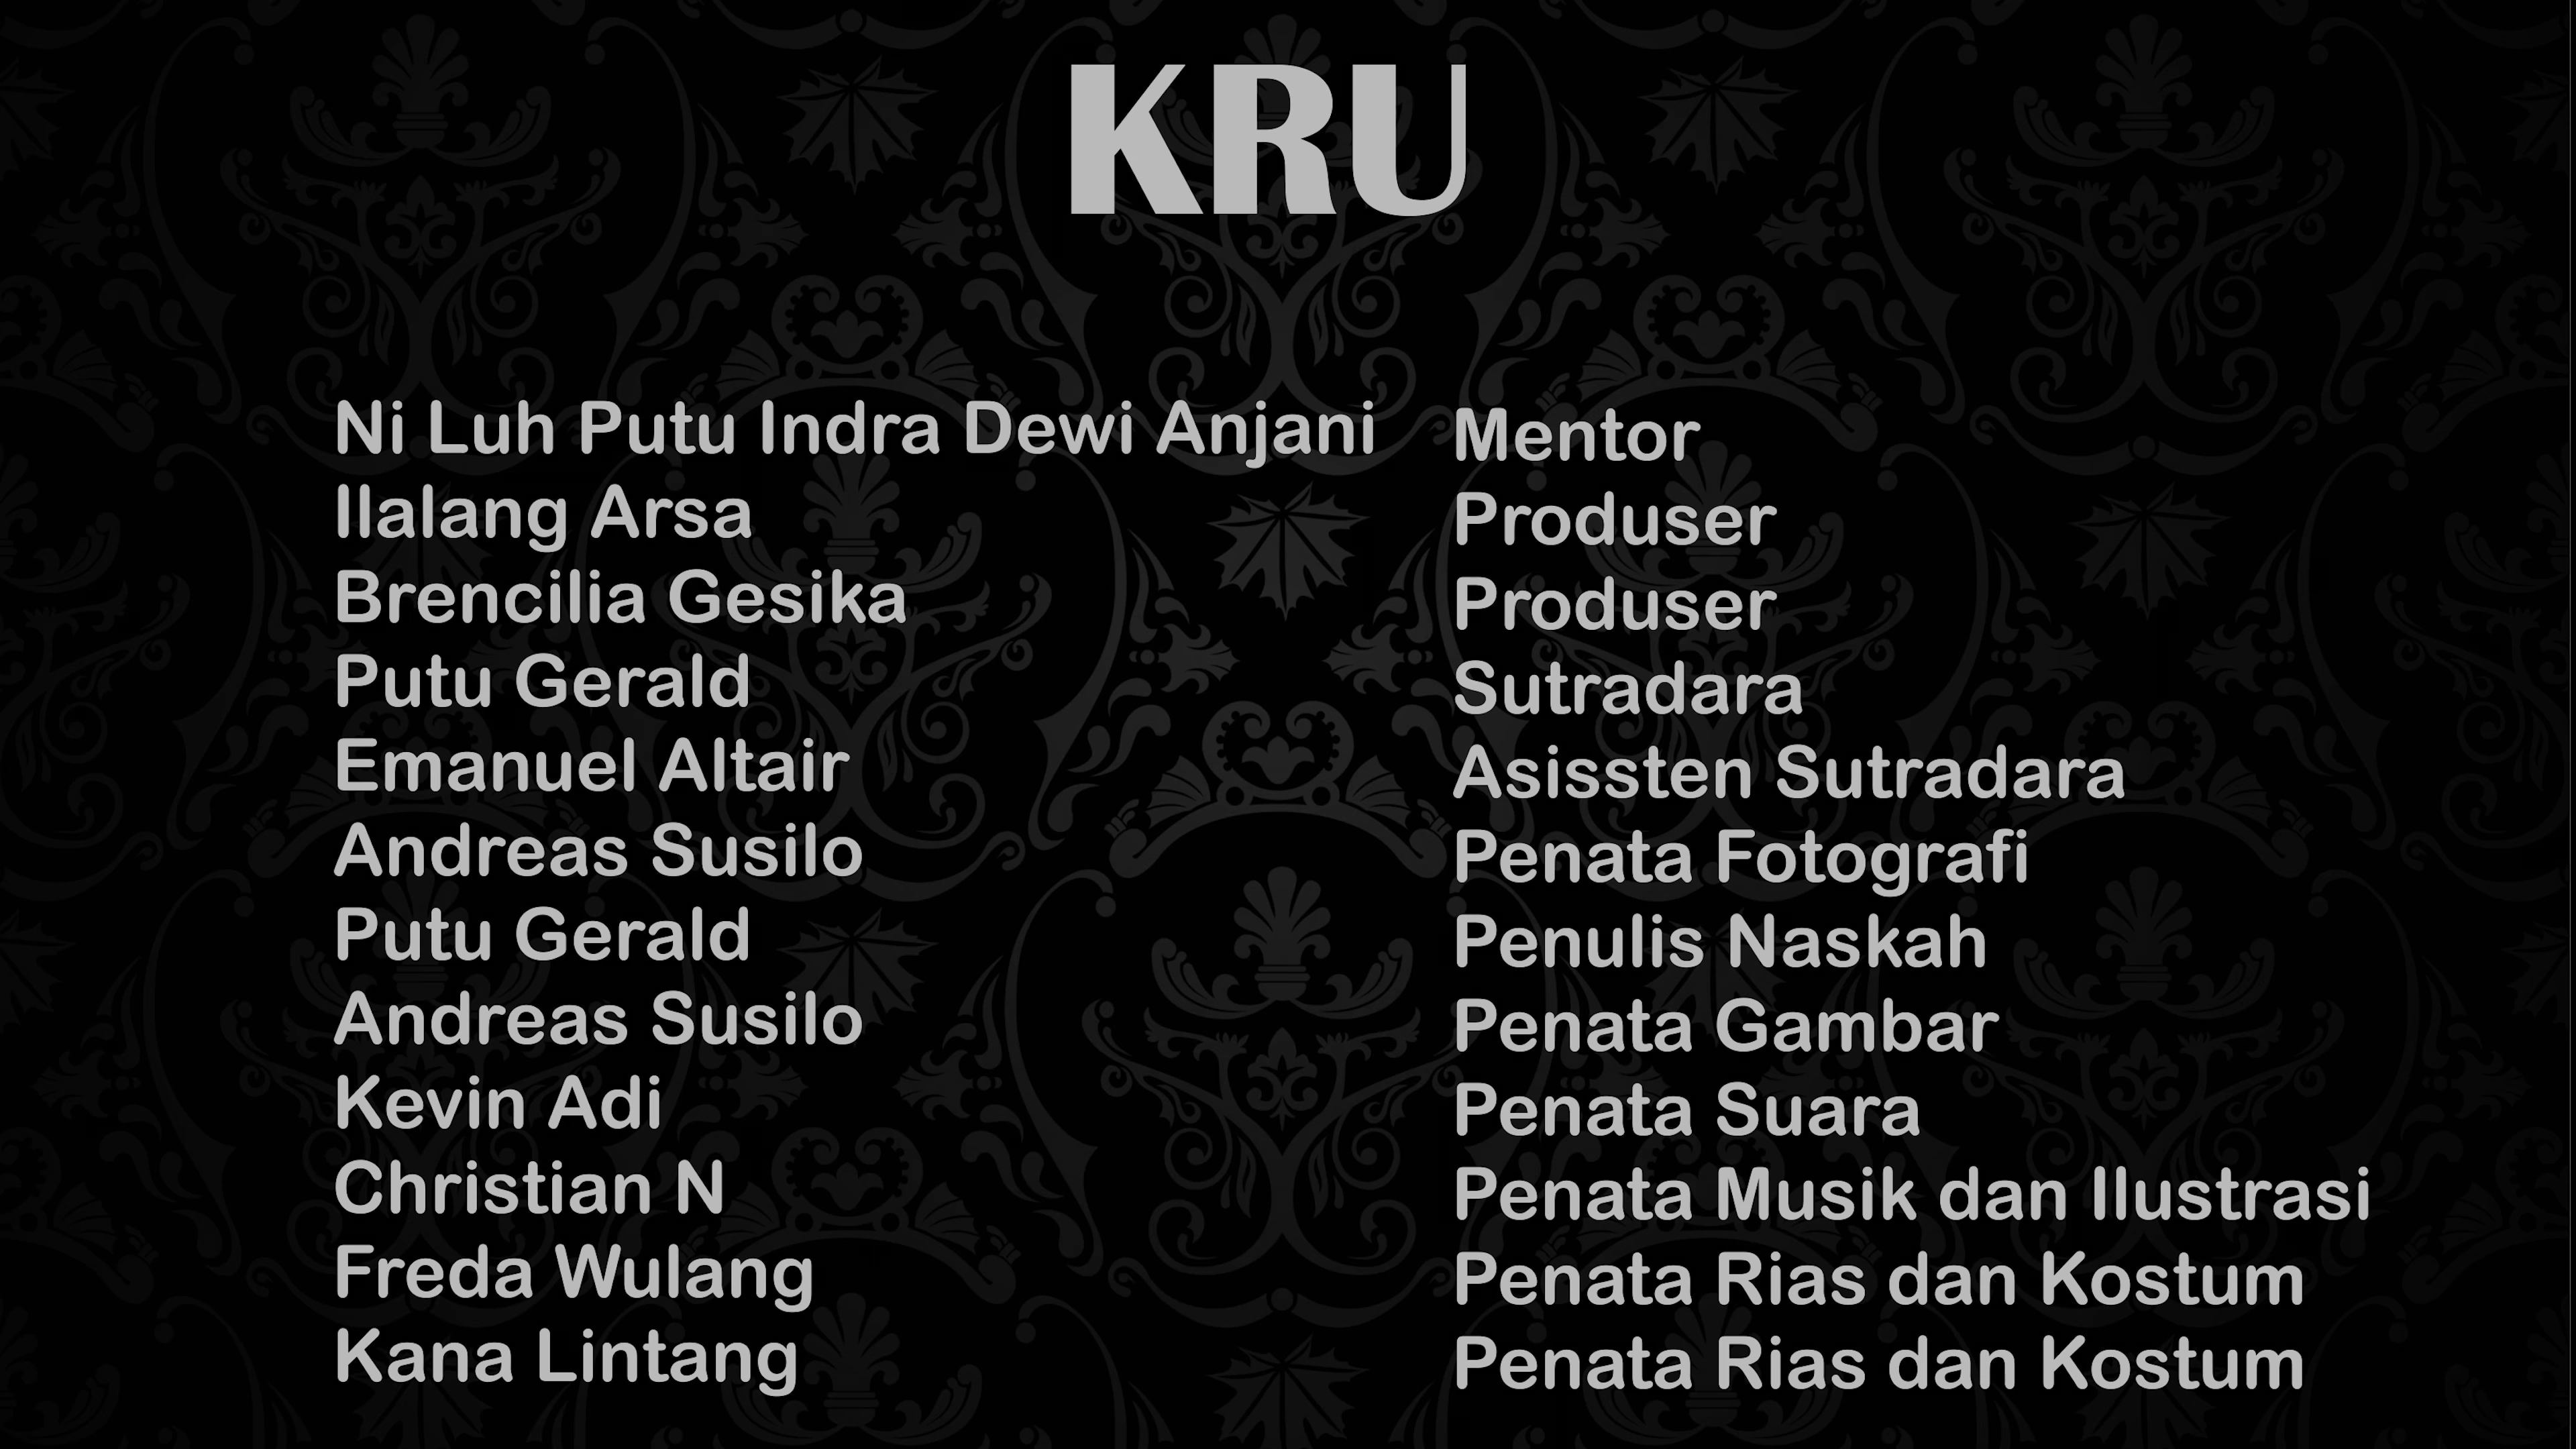 KRU
Ni Luh Putu Indra Dewi Anjani Mentor
Ilalang Arsa Produser
Brencilia Gesika Produser
Putu Gerald Sutradara
Emanuel Altair Asissten Sutradara
Andreas Susilo Penata Fotografi
Putu Gerald Penulis Naskah
Andreas Susilo Penata Gambar
Kevin Adi Penata Suara
Christian N Penata Musik dan Ilustrasi
Freda Wulang Penata Rias dan Kostum
Kana Lintang Penata Rias dan Kostum